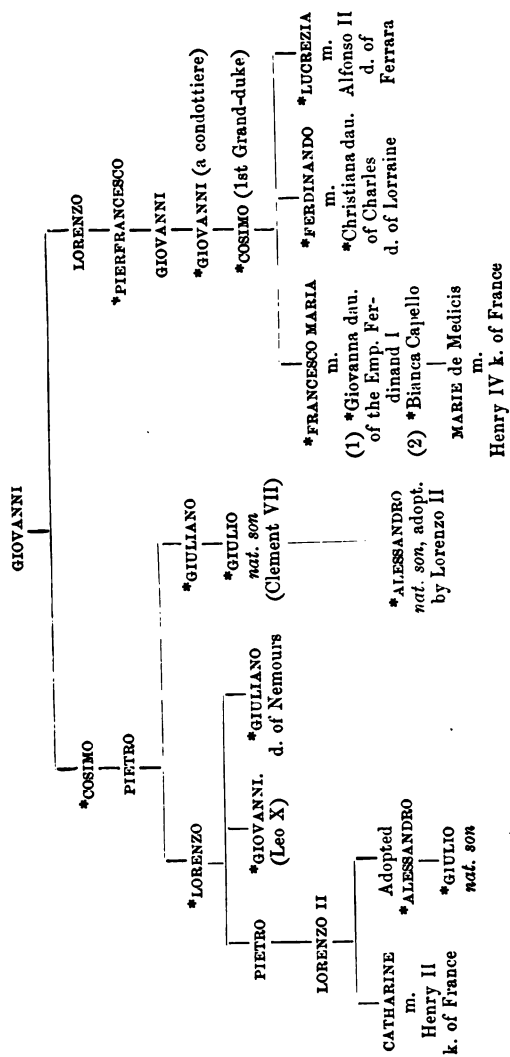 GIOVANNI
*COSIMO
LORENZO
PIETRO
*PIERFRANCESCO
GIOVANNI
*LORENZO
*GIULIANO
*GIOVANNI (a condottiere)
*GIULIO
nat. son
(Clement VII)
*COSIMO (1st Grand-duke)
PIETRO
*GIOVANNI.
(Leo X)
*GIULIANO
d. of Nemours
*FRANCESCO MARIA
m.
(1) *Giovanna dau.
of the Emp. Fer-
dinand I
(2) *Bianca Capello
*FERDINANDO
m.
*Christiana dau.
of Charles
d. of Lorraine
*LUCREZIA
m.
Alfonso II
d. of
Ferrara
LORENZO II
*ALESSANDRO
nat. son, adopt.
by Lorenzo II
MARIE de Medicis
m.
Henry IV k. of France
CATHARINE
m.
Henry II
k. of France
Adopted
*ALESSANDRO
*GIULIO
nat. son